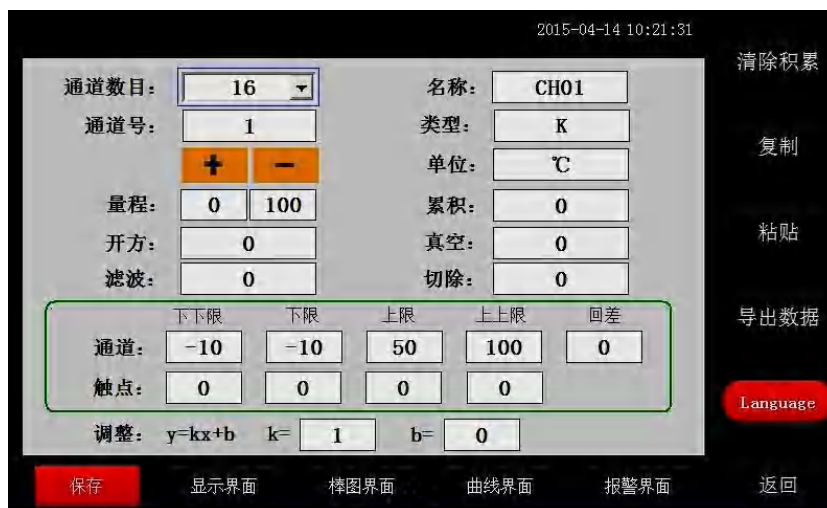 2015-04-14 10:21:31
清除积累
通道数目： 16 名称： CH01
通道号： 1 类型： K
复制
+ − 单位： ℃
量程： 0 100 累积： 0
粘贴
开方： 0 真空： 0
滤波： 0 切除： 0
下下限 下限 上限 上上限 回差
导出数据
通道： -10 -10 50 100 0
触点： 0 0 0 0
Language
调整： y=kx+b k= 1 b= 0
保存 显示界面 棒图界面 曲线界面 报警界面 返回